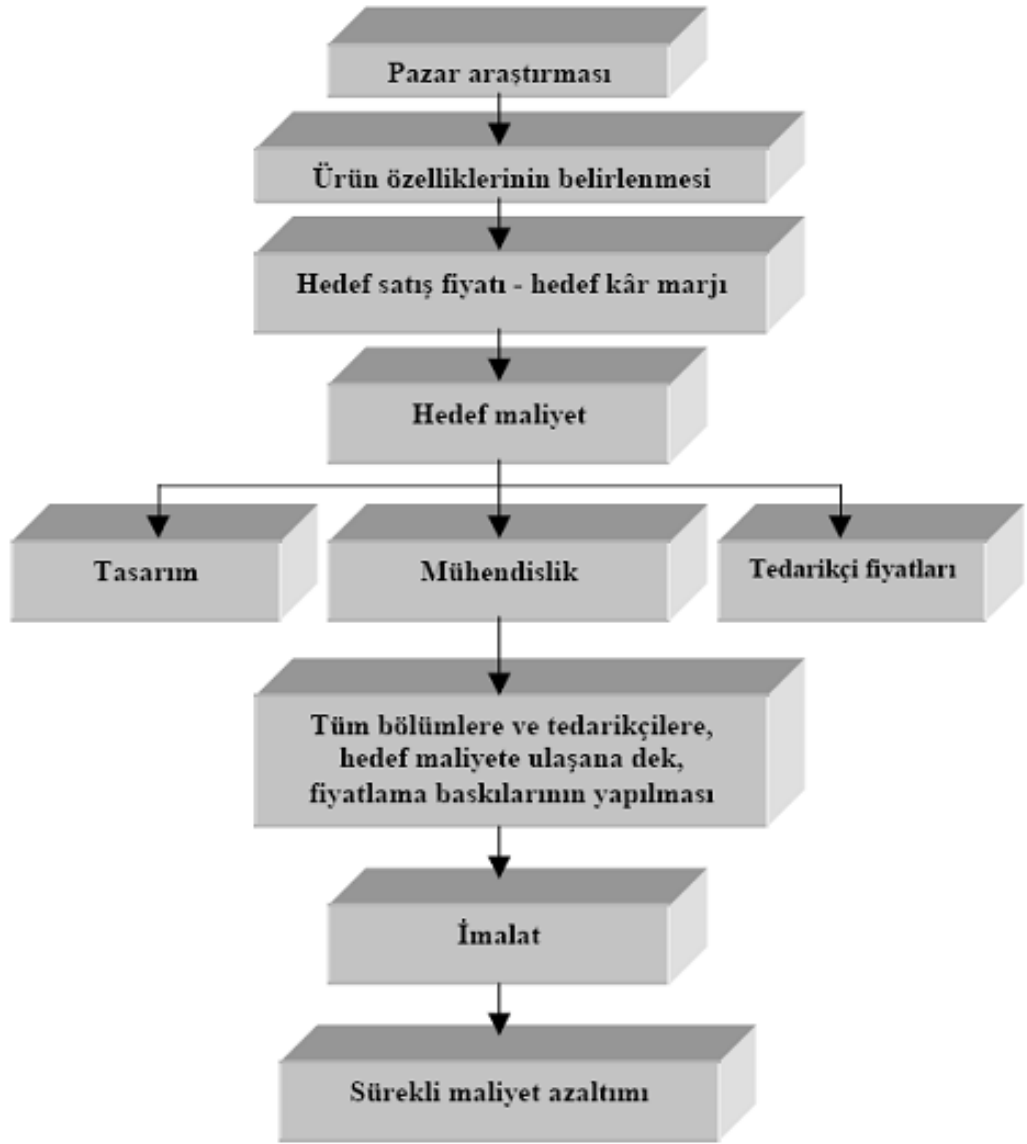 Pazar araştırması
Ürün özelliklerinin belirlenmesi
Hedef satış fiyatı - hedef kâr marjı
Hedef maliyet
Tasarım
Mühendislik
Tedarikçi fiyatları
Tüm bölümlere ve tedarikçilere,
hedef maliyete ulaşana dek,
fiyatlama baskılarının yapılması
İmalat
Sürekli maliyet azaltımı